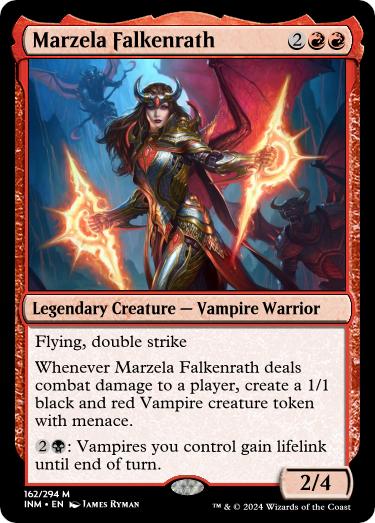 Marzela Falkenrath 2
Legendary Creature — Vampire Warrior
Flying, double strike
Whenever Marzela Falkenrath deals
combat damage to a player, create a 1/1
black and red Vampire creature token
with menace.
2: Vampires you control gain lifelink
until end of turn.
2/4
162/294 M
INM • EN JAMES RYMAN
™ & © 2024 Wizards of the Coast